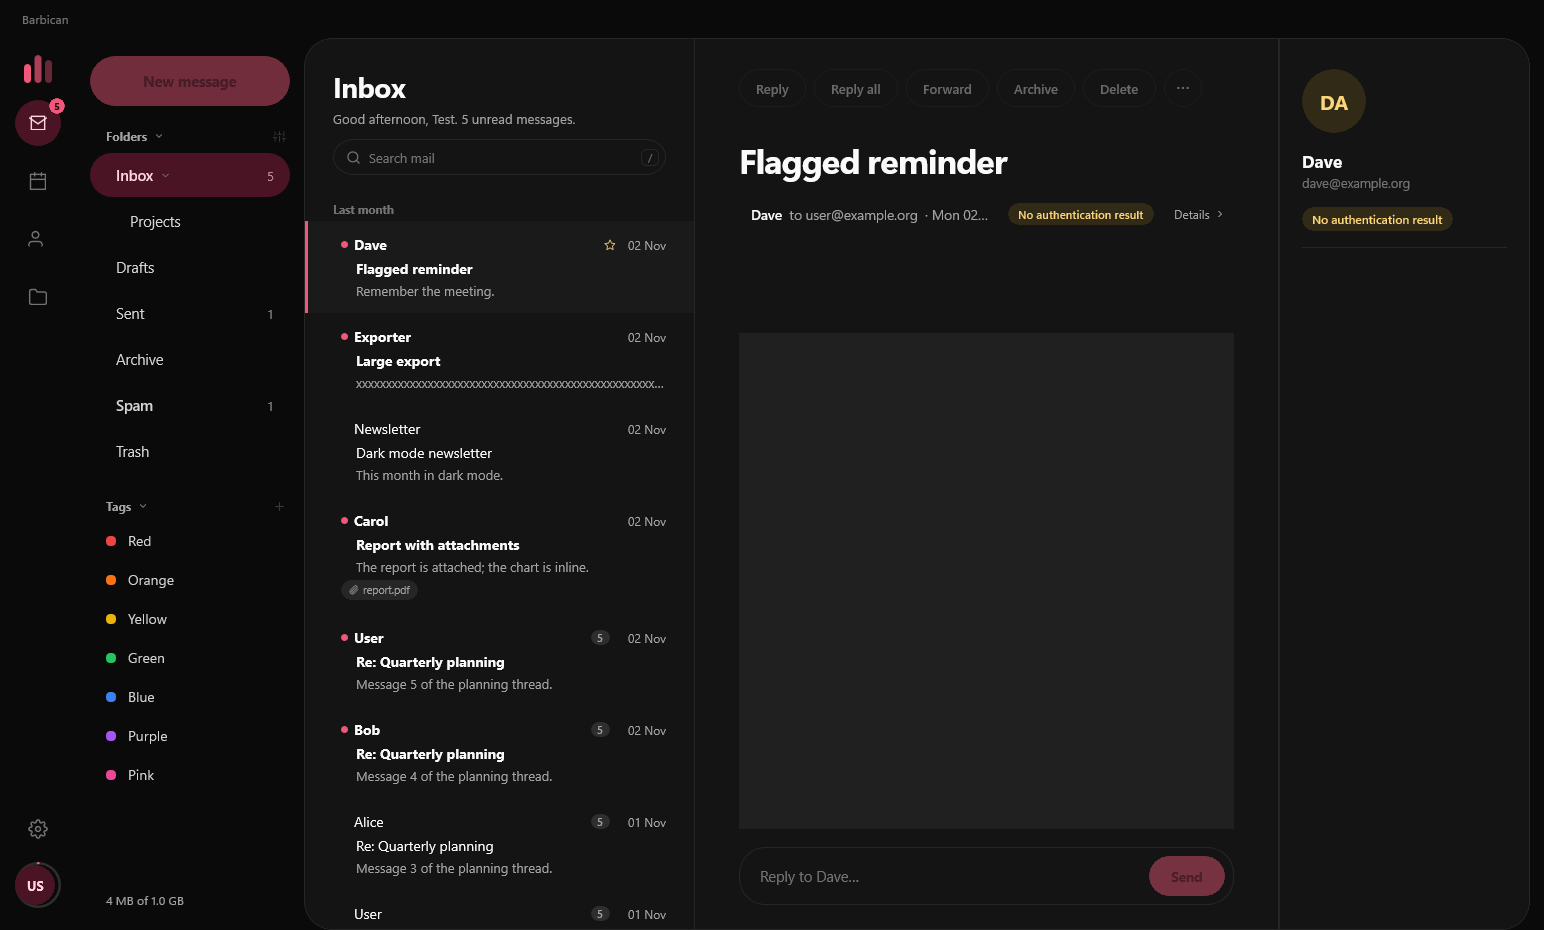 Barbican
5
New message
Folders
Inbox 5
Projects
Drafts
Sent 1
Archive
Spam 1
Trash
Tags
Red
Orange
Yellow
Green
Blue
Purple
Pink
US
4 MB of 1.0 GB
Inbox
Good afternoon, Test. 5 unread messages.
Search mail /
Last month
Dave 02 Nov
Flagged reminder
Remember the meeting.
Exporter 02 Nov
Large export
xxxxxxxxxxxxxxxxxxxxxxxxxxxxxxxxxxxxxxxxxxxxxxxxxx...
Newsletter 02 Nov
Dark mode newsletter
This month in dark mode.
Carol 02 Nov
Report with attachments
The report is attached; the chart is inline.
report.pdf
User 5 02 Nov
Re: Quarterly planning
Message 5 of the planning thread.
Bob 5 02 Nov
Re: Quarterly planning
Message 4 of the planning thread.
Alice 5 01 Nov
Re: Quarterly planning
Message 3 of the planning thread.
User 5 01 Nov
Reply Reply all Forward Archive Delete ...
Flagged reminder
Dave to user@example.org · Mon 02... No authentication result Details
Reply to Dave... Send
DA
Dave
dave@example.org
No authentication result